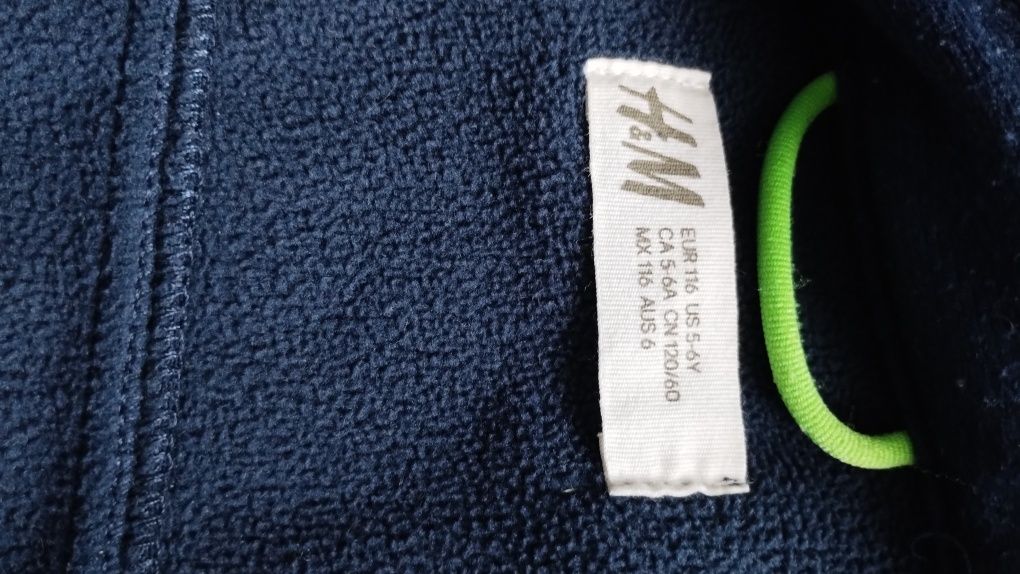 H&M
EUR 116 US 5-6Y
CA 5-6A CN 120/60
MX 116 AUS 6